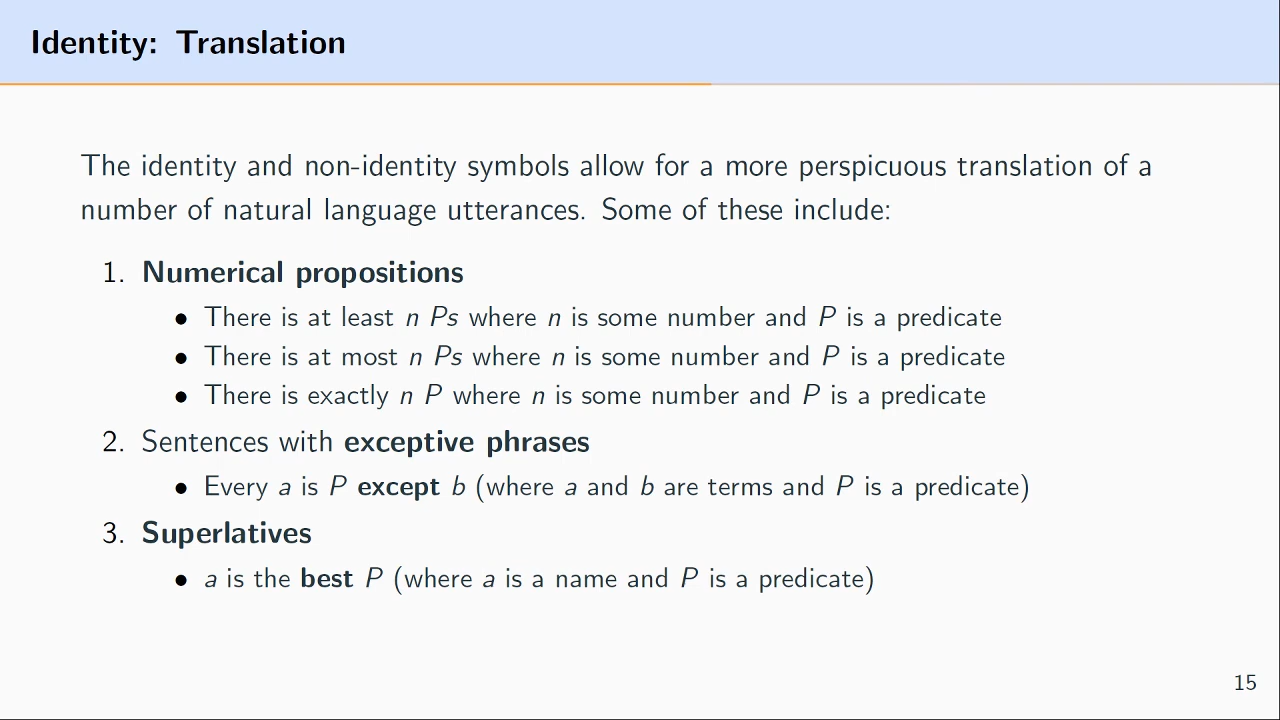 Identity: Translation
The identity and non-identity symbols allow for a more perspicuous translation of a
number of natural language utterances. Some of these include:
1. Numerical propositions
• There is at least n Ps where n is some number and P is a predicate
• There is at most n Ps where n is some number and P is a predicate
• There is exactly n P where n is some number and P is a predicate
2. Sentences with exceptive phrases
• Every a is P except b (where a and b are terms and P is a predicate)
3. Superlatives
• a is the best P (where a is a name and P is a predicate)
15